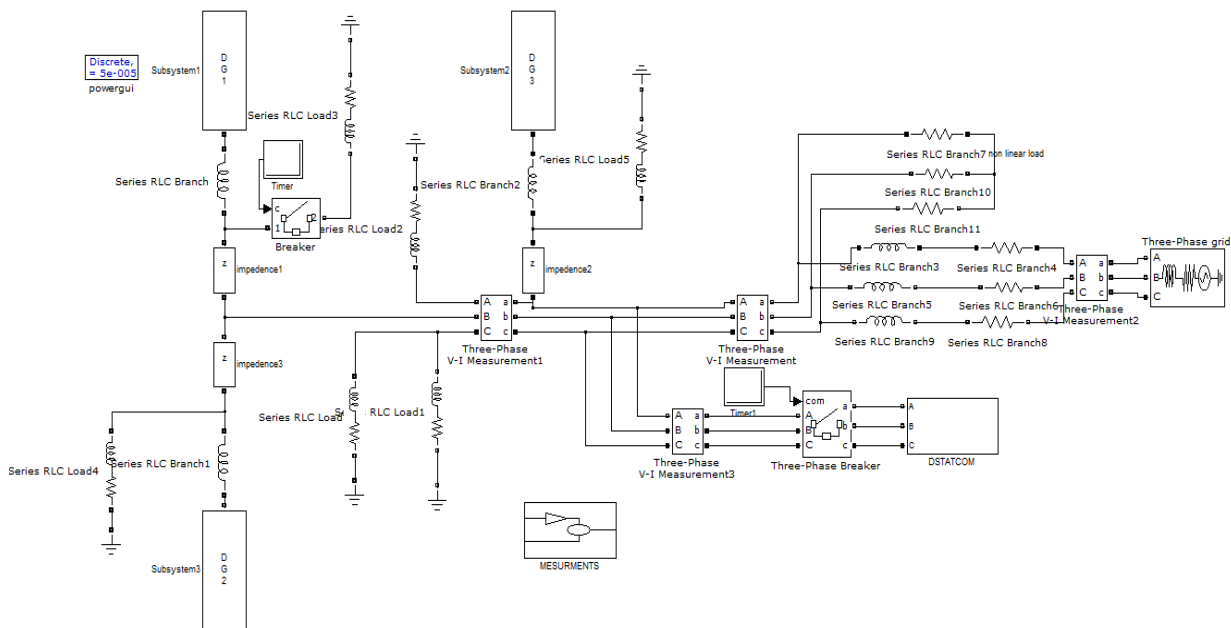 Discrete,
= 5e-005
powergui
Subsystem1
D
G
1
Series RLC Load3
Series RLC Branch
Timer
c
1
2
Breaker
z
impedence1
z
impedence3
Series RLC Load4
Series RLC Branch1
Subsystem3
D
G
2
Subsystem2
D
G
3
Series RLC Load5
Series RLC Branch2
eries RLC Load2
z
impedence2
A
B
C
a
b
c
Three-Phase
V-I Measurement1
Series RLC Load
RLC Load1
A
B
C
a
b
c
Three-Phase
V-I Measurement
Series RLC Branch7
non linear load
Series RLC Branch10
Series RLC Branch11
Series RLC Branch3
Series RLC Branch4
Series RLC Branch5
Series RLC Branch6
Series RLC Branch9
Series RLC Branch8
A
B
C
a
b
c
Three-Phase
V-I Measurement2
Three-Phase grid
A
B
C
Timer1
A
B
C
a
b
c
Three-Phase
V-I Measurement3
com
A
B
C
a
b
c
Three-Phase Breaker
A
B
C
DSTATCOM
MESURMENTS